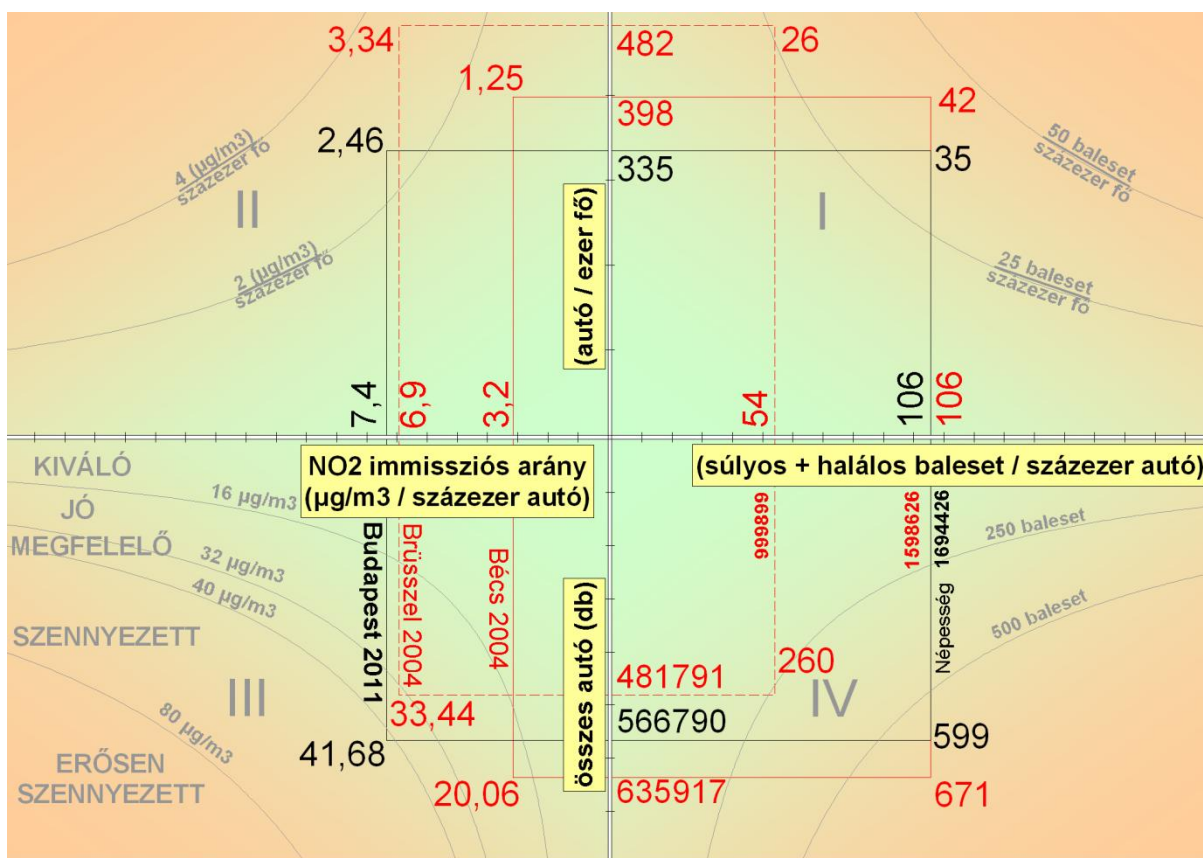 3,34
482
26
1,25
398
42
2,46
335
35
4 (µg/m3)
százezer fő
50 baleset
százezer fő
II
I
2 (µg/m3)
százezer fő
25 baleset
százezer fő
(autó / ezer fő)
7,4
6,9
3,2
54
106
106
KIVÁLÓ
NO2 immissziós arány
(µg/m3 / százezer autó)
(súlyos + halálos baleset / százezer autó)
16 µg/m3
JÓ
MEGFELELŐ
32 µg/m3
40 µg/m3
SZENNYEZETT
Budapest 2011
Brüsszel 2004
Bécs 2004
összes autó (db)
999899
1598626
Népesség 1694426
250 baleset
500 baleset
III
IV
481791
260
33,44
566790
599
80 µg/m3
41,68
ERŐSEN
SZENNYEZETT
20,06
635917
671